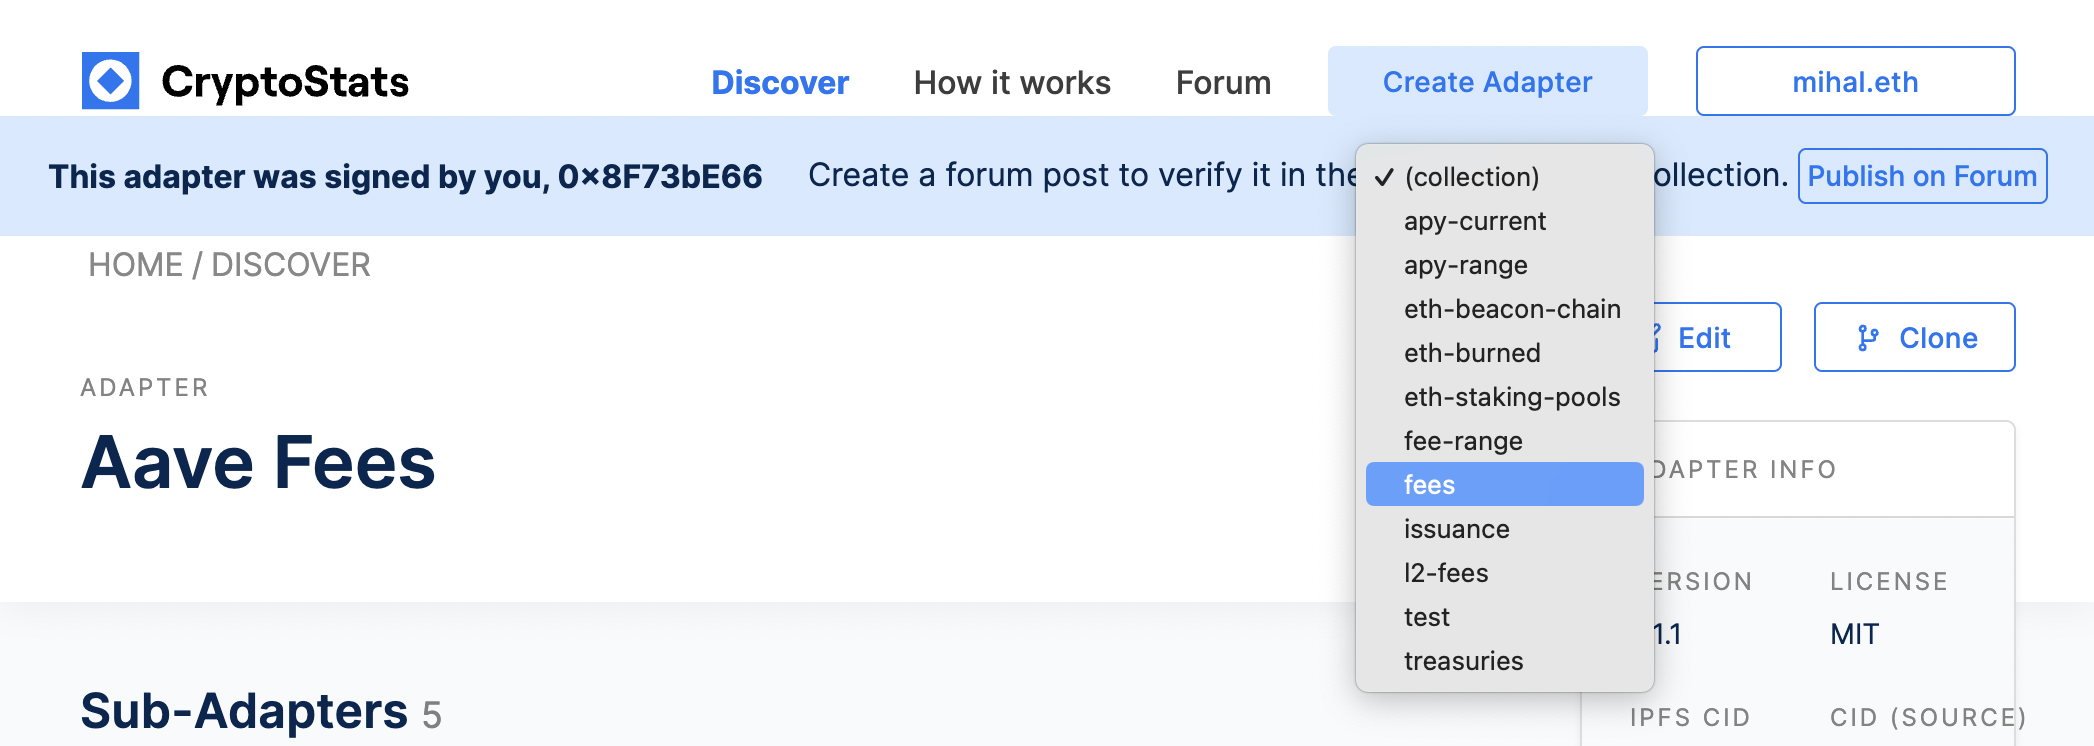 CryptoStats
Discover
How it works
Forum
Create Adapter
mihal.eth
This adapter was signed by you, 0x8F73bE66
Create a forum post to verify it in the
ollection.
Publish on Forum
✓ (collection)
apy-current
apy-range
eth-beacon-chain
eth-burned
eth-staking-pools
fee-range
fees
issuance
l2-fees
test
treasuries
HOME / DISCOVER
Edit
Clone
ADAPTER
Aave Fees
DAPTER INFO
ERSION
LICENSE
1.1
MIT
IPFS CID
CID (SOURCE)
Sub-Adapters 5